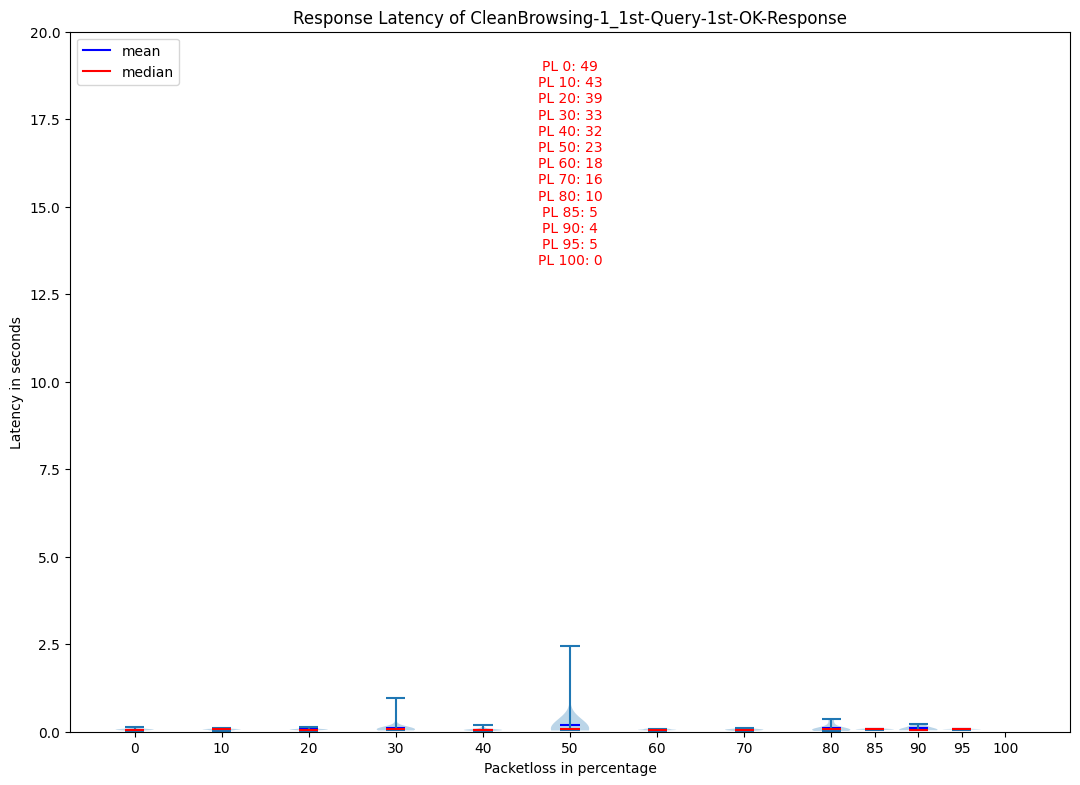 Response Latency of CleanBrowsing-1_1st-Query-1st-OK-Response
mean
median
PL 0: 49
PL 10: 43
PL 20: 39
PL 30: 33
PL 40: 32
PL 50: 23
PL 60: 18
PL 70: 16
PL 80: 10
PL 85: 5
PL 90: 4
PL 95: 5
PL 100: 0
Latency in seconds
20.0
17.5
15.0
12.5
10.0
7.5
5.0
2.5
0.0
0 10 20 30 40 50 60 70 80 85 90 95 100
Packetloss in percentage